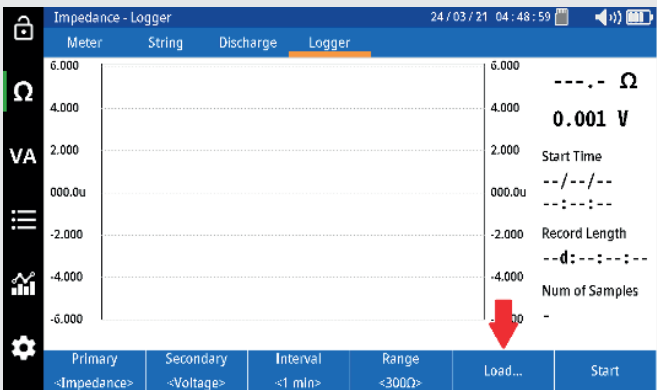 Impedance - Logger
24/03/21 04:48:59
Meter String Discharge Logger
6.000
4.000
2.000
000.0u
-2.000
-4.000
-6.000
6.000
4.000
2.000
000.0u
-2.000
-4.000
00
Ω
VA
---.- Ω
0.001 V
Start Time
--/--/--
--:--:--
Record Length
--d:--:--:--
Num of Samples
-
Primary
<Impedance>
Secondary
<Voltage>
Interval
<1 min>
Range
<300Ω>
Load...
Start